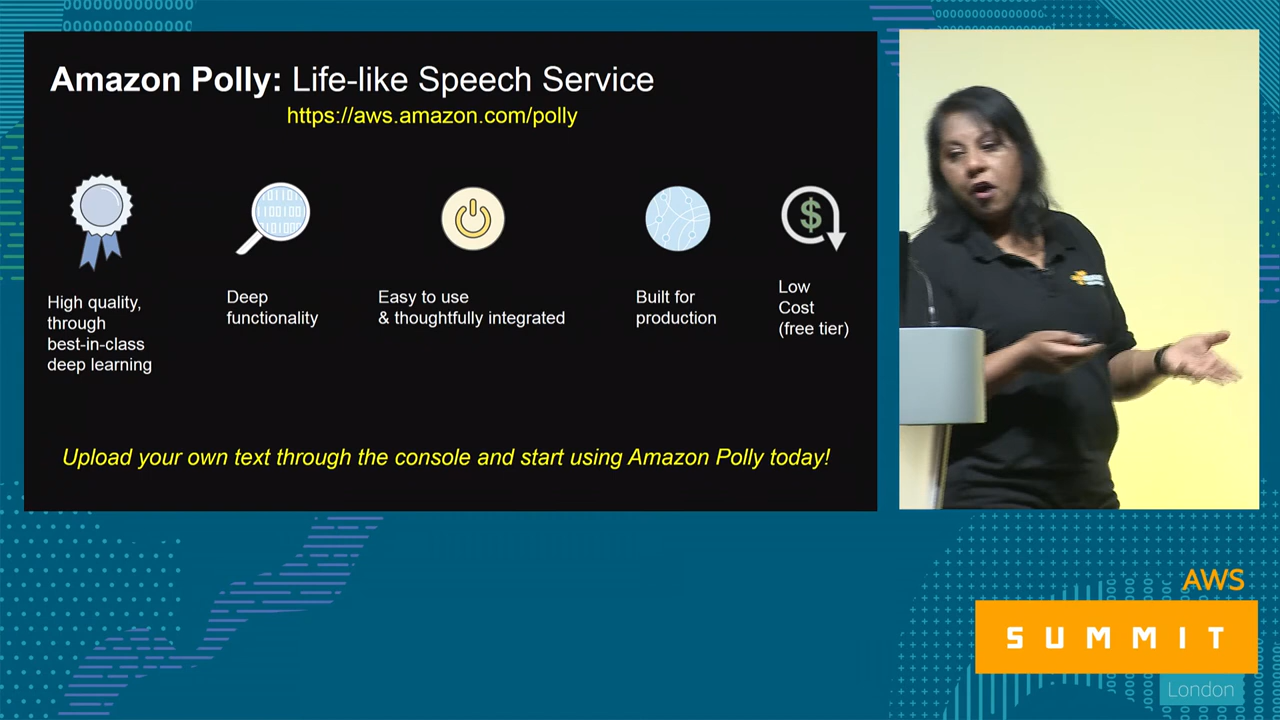 Amazon Polly: Life-like Speech Service
https://aws.amazon.com/polly
High quality,
through
best-in-class
deep learning
Deep
functionality
Easy to use
& thoughtfully integrated
Built for
production
Low
Cost
(free tier)
Upload your own text through the console and start using Amazon Polly today!
AWS
SUMMIT
London